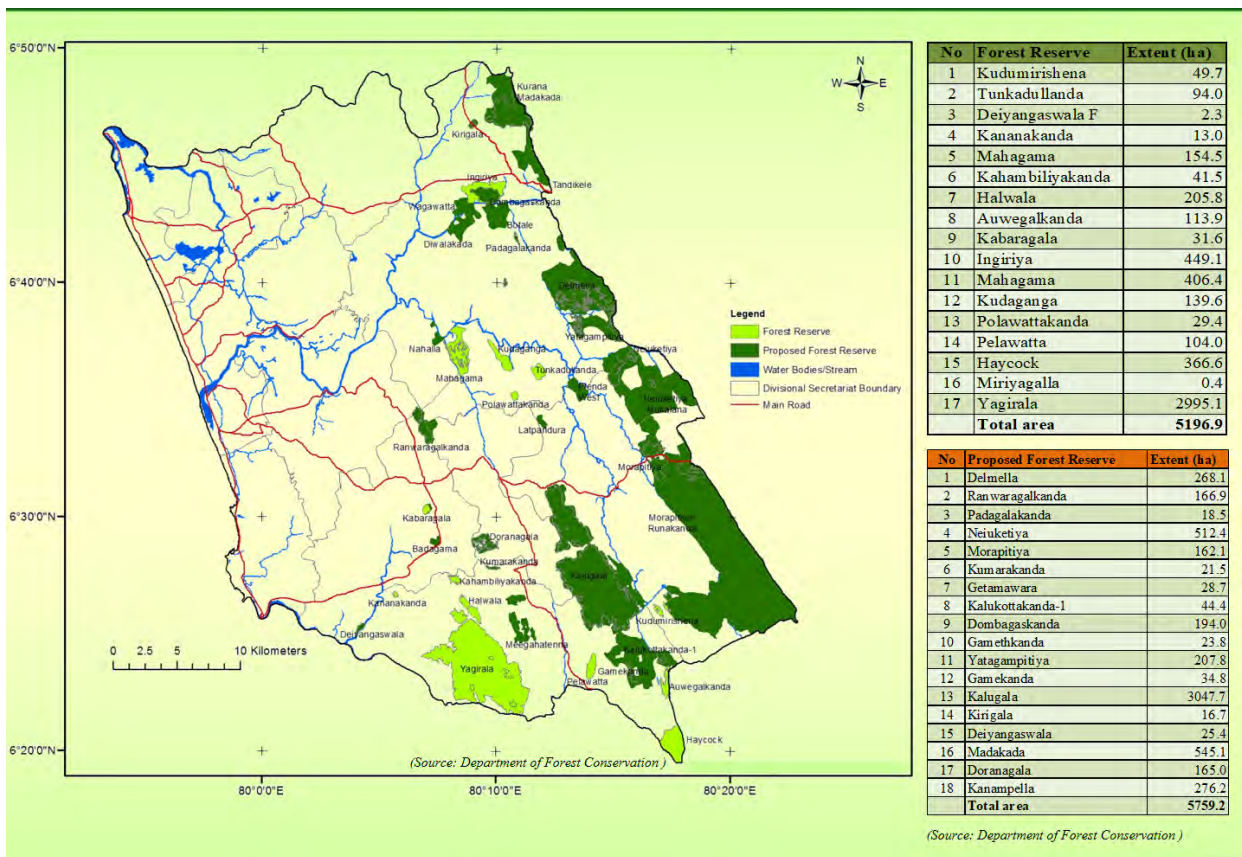 6°50'0"N
6°40'0"N
6°30'0"N
6°20'0"N
80°0'0"E
80°10'0"E
80°20'0"E
N
W E
S
Kurana
Madakada
Kirigala
Tandikele
Ingiriya
Wagawatta
Dombagaskanda
Botale
Diwalakada
Padagalakanda
Delmella
Yatagampitiya
Nahalla
Mahagama
Kudaganga
Tunkadulanda
Polawattakanda
Latpandura
Ranwaragalkanda
Morapitiya
Kabaragala
Badagama
Doranagala
Kumarakanda
Kalugala
Kahambiliyakanda
Kananakanda
Halwala
Deiyangaswala
Meegahatenna
Kudumirishena
Kalukottakanda-1
Yagirala
Gamekanda
Pelawatta
Auwegalkanda
Haycock
Legend
Forest Reserve
Proposed Forest Reserve
Water Bodies/Stream
Divisional Secretariat Boundary
Main Road
0 2.5 5 10 Kilometers
(Source: Department of Forest Conservation )
No Forest Reserve Extent (ha)
1 Kudumirishena 49.7
2 Tunkadullanda 94.0
3 Deiyangaswala F 2.3
4 Kananakanda 13.0
5 Mahagama 154.5
6 Kahambiliyakanda 41.5
7 Halwala 205.8
8 Auwegalkanda 113.9
9 Kabaragala 31.6
10 Ingiriya 449.1
11 Mahagama 406.4
12 Kudaganga 139.6
13 Polawattakanda 29.4
14 Pelawatta 104.0
15 Haycock 366.6
16 Miriyagalla 0.4
17 Yagirala 2995.1
Total area 5196.9
No Proposed Forest Reserve Extent (ha)
1 Delmella 268.1
2 Ranwaragalkanda 166.9
3 Padagalakanda 18.5
4 Neiuketiya 512.4
5 Morapitiya 162.1
6 Kumarakanda 21.5
7 Getamawara 28.7
8 Kalukottakanda-1 44.4
9 Dombagaskanda 194.0
10 Gamethkanda 23.8
11 Yatagampitiya 207.8
12 Gamekanda 34.8
13 Kalugala 3047.7
14 Kirigala 16.7
15 Deiyangaswala 25.4
16 Madakada 545.1
17 Doranagala 165.0
18 Kanampella 276.2
Total area 5759.2
(Source: Department of Forest Conservation )